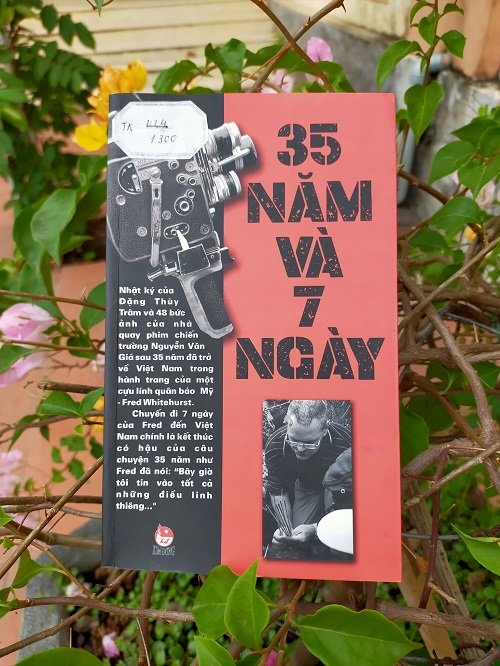 TK 424
1300
35
NĂM
VÀ
7
NGÀY
Nhật ký của
Đặng Thùy
Trâm và 48 bức
ảnh của nhà
quay phim chiến
trường Nguyễn Văn
Giá sau 35 năm đã trở
về Việt Nam trong
hành trang của một
cựu lính quân báo Mỹ
- Fred Whitehurst.
Chuyến đi 7 ngày
của Fred đến Việt
Nam chính là kết thúc
có hậu của câu
chuyện 35 năm như
Fred đã nói: "Bây giờ
tôi tin vào tất cả
những điều linh
thiêng..."
KIM ĐỒNG